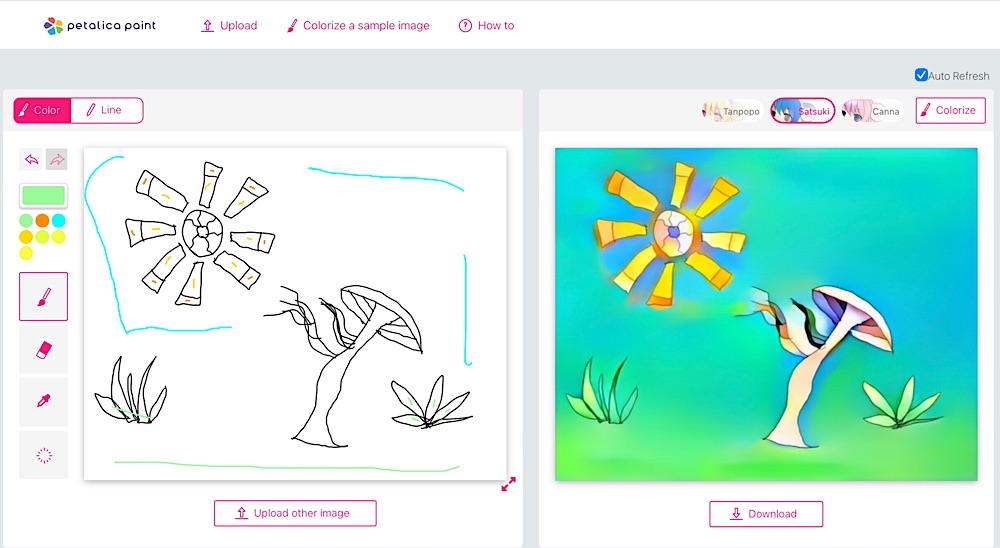 petalica paint
Upload
Colorize a sample image
How to
Auto Refresh
Color
Line
Tanpopo
Satsuki
Canna
Colorize
Upload other image
Download